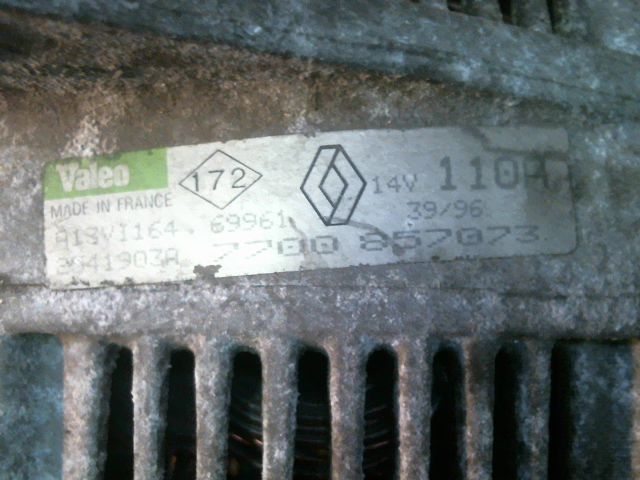 Valeo 172 14V 110A
MADE IN FRANCE 39/96
A13VI164 69961
2541903A 7700 857073